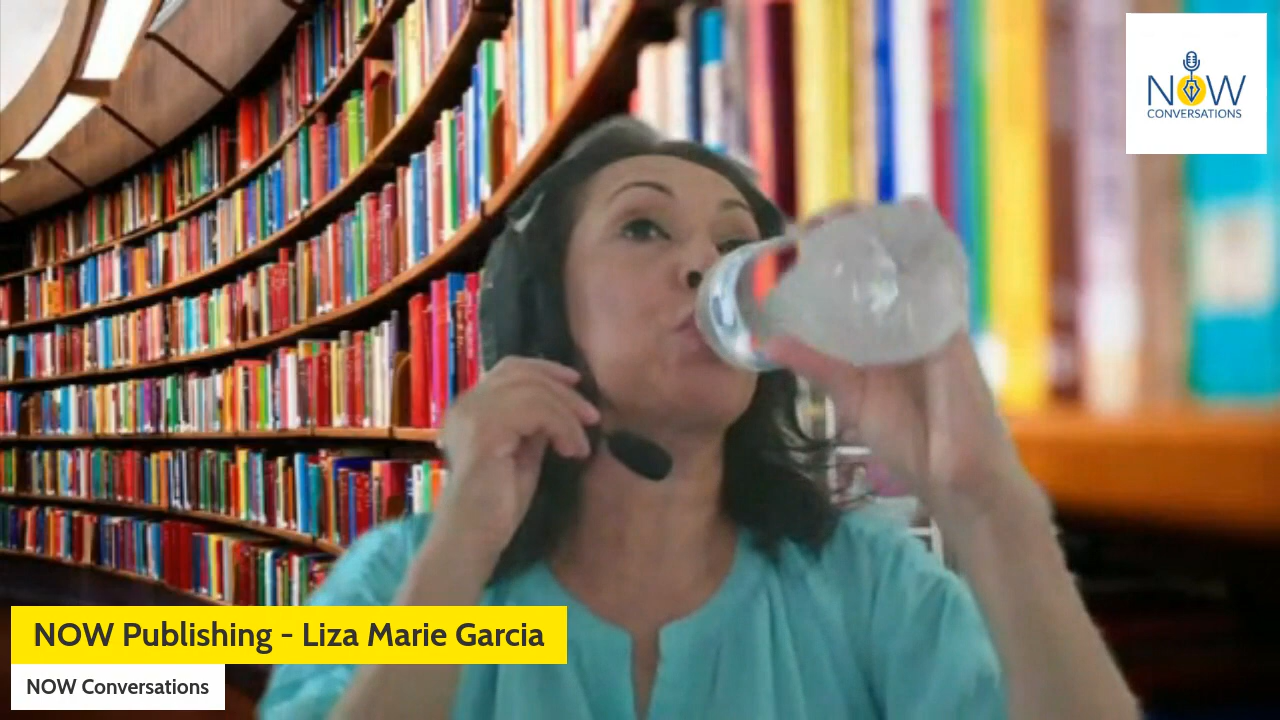 NOW
CONVERSATIONS
NOW Publishing - Liza Marie Garcia
NOW Conversations